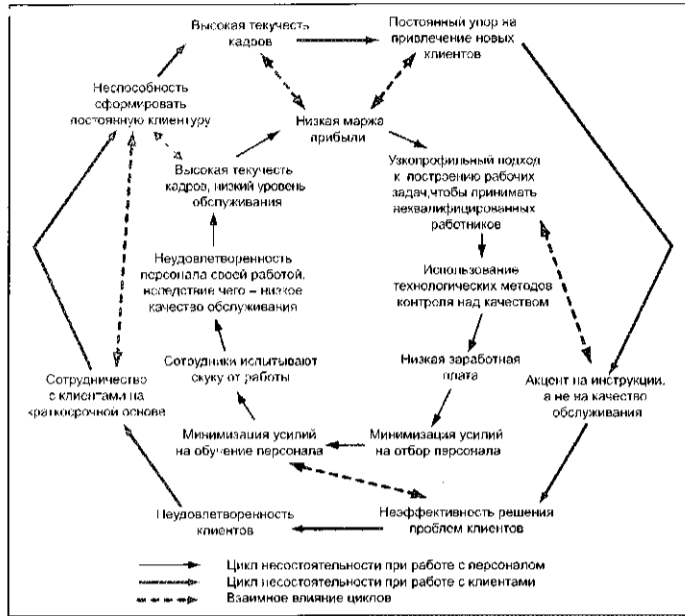 Высокая текучесть
кадров
Постоянный упор на
привлечение новых
клиентов
Неспособность
сформировать
постоянную клиентуру
Низкая маржа
прибыли
Высокая текучесть
кадров, низкий уровень
обслуживания
Узкопрофильный подход
к построению рабочих
задач, чтобы принимать
неквалифицированных
работников
Неудовлетворенность
персонала своей работой,
вследствие чего – низкое
качество обслуживания
Использование
технологических методов
контроля над качеством
Сотрудничество
с клиентами на
краткосрочной основе
Сотрудники испытывают
скуку от работы
Низкая заработная
плата
Акцент на инструкции,
а не на качество
обслуживания
Минимизация усилий
на обучение персонала
Минимизация усилий
на отбор персонала
Неудовлетворенность
клиентов
Неэффективность решения
проблем клиентов
Цикл несостоятельности при работе с персоналом
Цикл несостоятельности при работе с клиентами
Взаимное влияние циклов